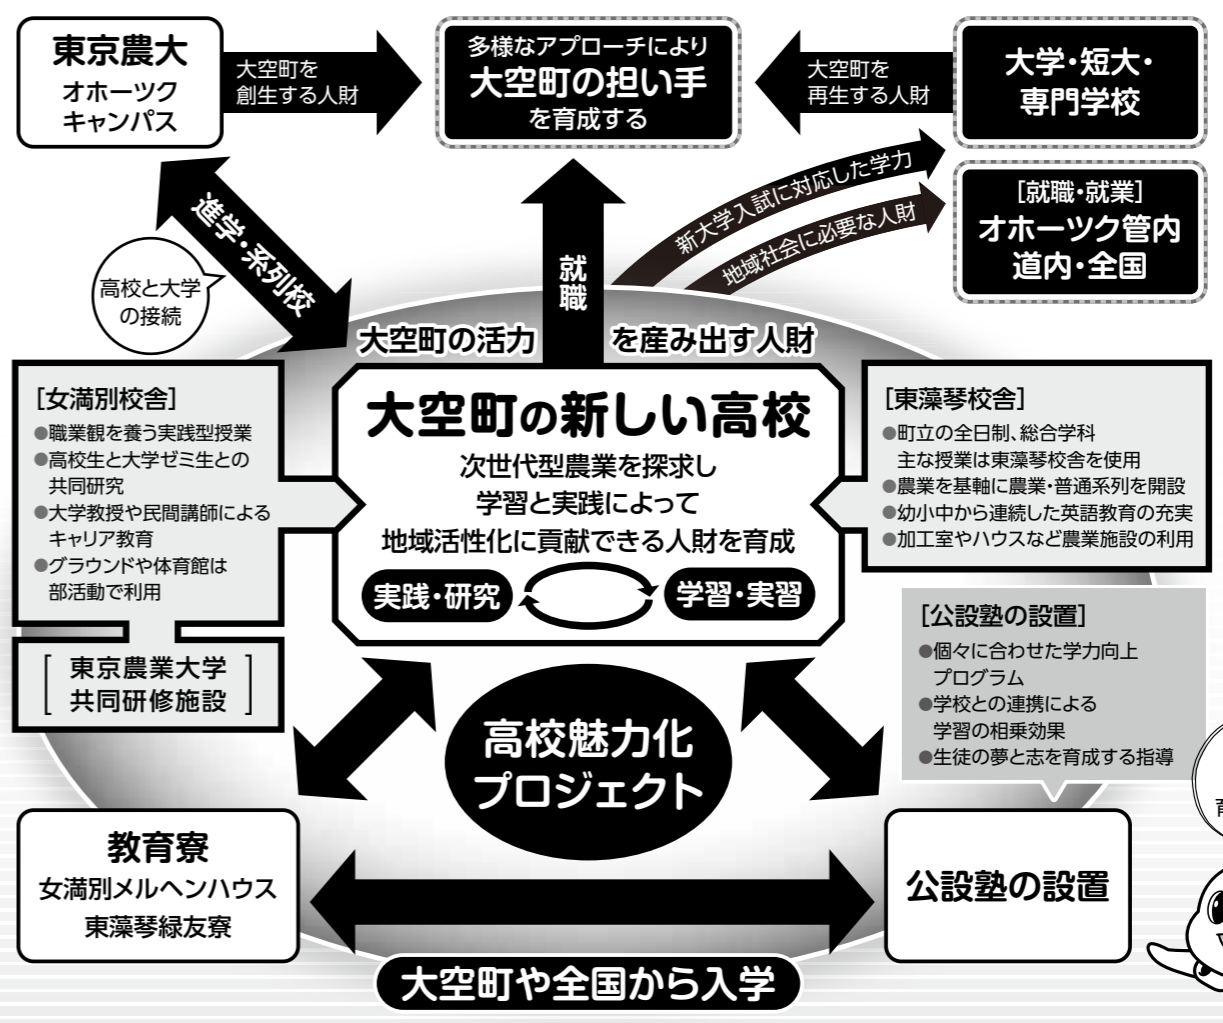 東京農大
オホーツク
キャンパス
大空町を
創生する人財
多様なアプローチにより
大空町の担い手
を育成する
大空町を
再生する人財
大学・短大・
専門学校
新大学入試に対応した学力
地域社会に必要な人財
［就職・就業］
オホーツク管内
道内・全国
進学・系列校
高校と大学
の接続
就職
大空町の活力
を産み出す人財
［女満別校舎］
●職業観を養う実践型授業
●高校生と大学ゼミ生との
共同研究
●大学教授や民間講師による
キャリア教育
●グラウンドや体育館は
部活動で利用
［東京農業大学
共同研修施設］
大空町の新しい高校
次世代型農業を探求し
学習と実践によって
地域活性化に貢献できる人財を育成
実践・研究
学習・実習
［東藻琴校舎］
●町立の全日制、総合学科
主な授業は東藻琴校舎を使用
●農業を基軸に農業・普通系列を開設
●幼小中から連続した英語教育の充実
●加工室やハウスなど農業施設の利用
［公設塾の設置］
●個々に合わせた学力向上
プログラム
●学校との連携による
学習の相乗効果
●生徒の夢と志を育成する指導
高校魅力化
プロジェクト
教育寮
女満別メルヘンハウス
東藻琴緑友寮
公設塾の設置
大空町や全国から入学